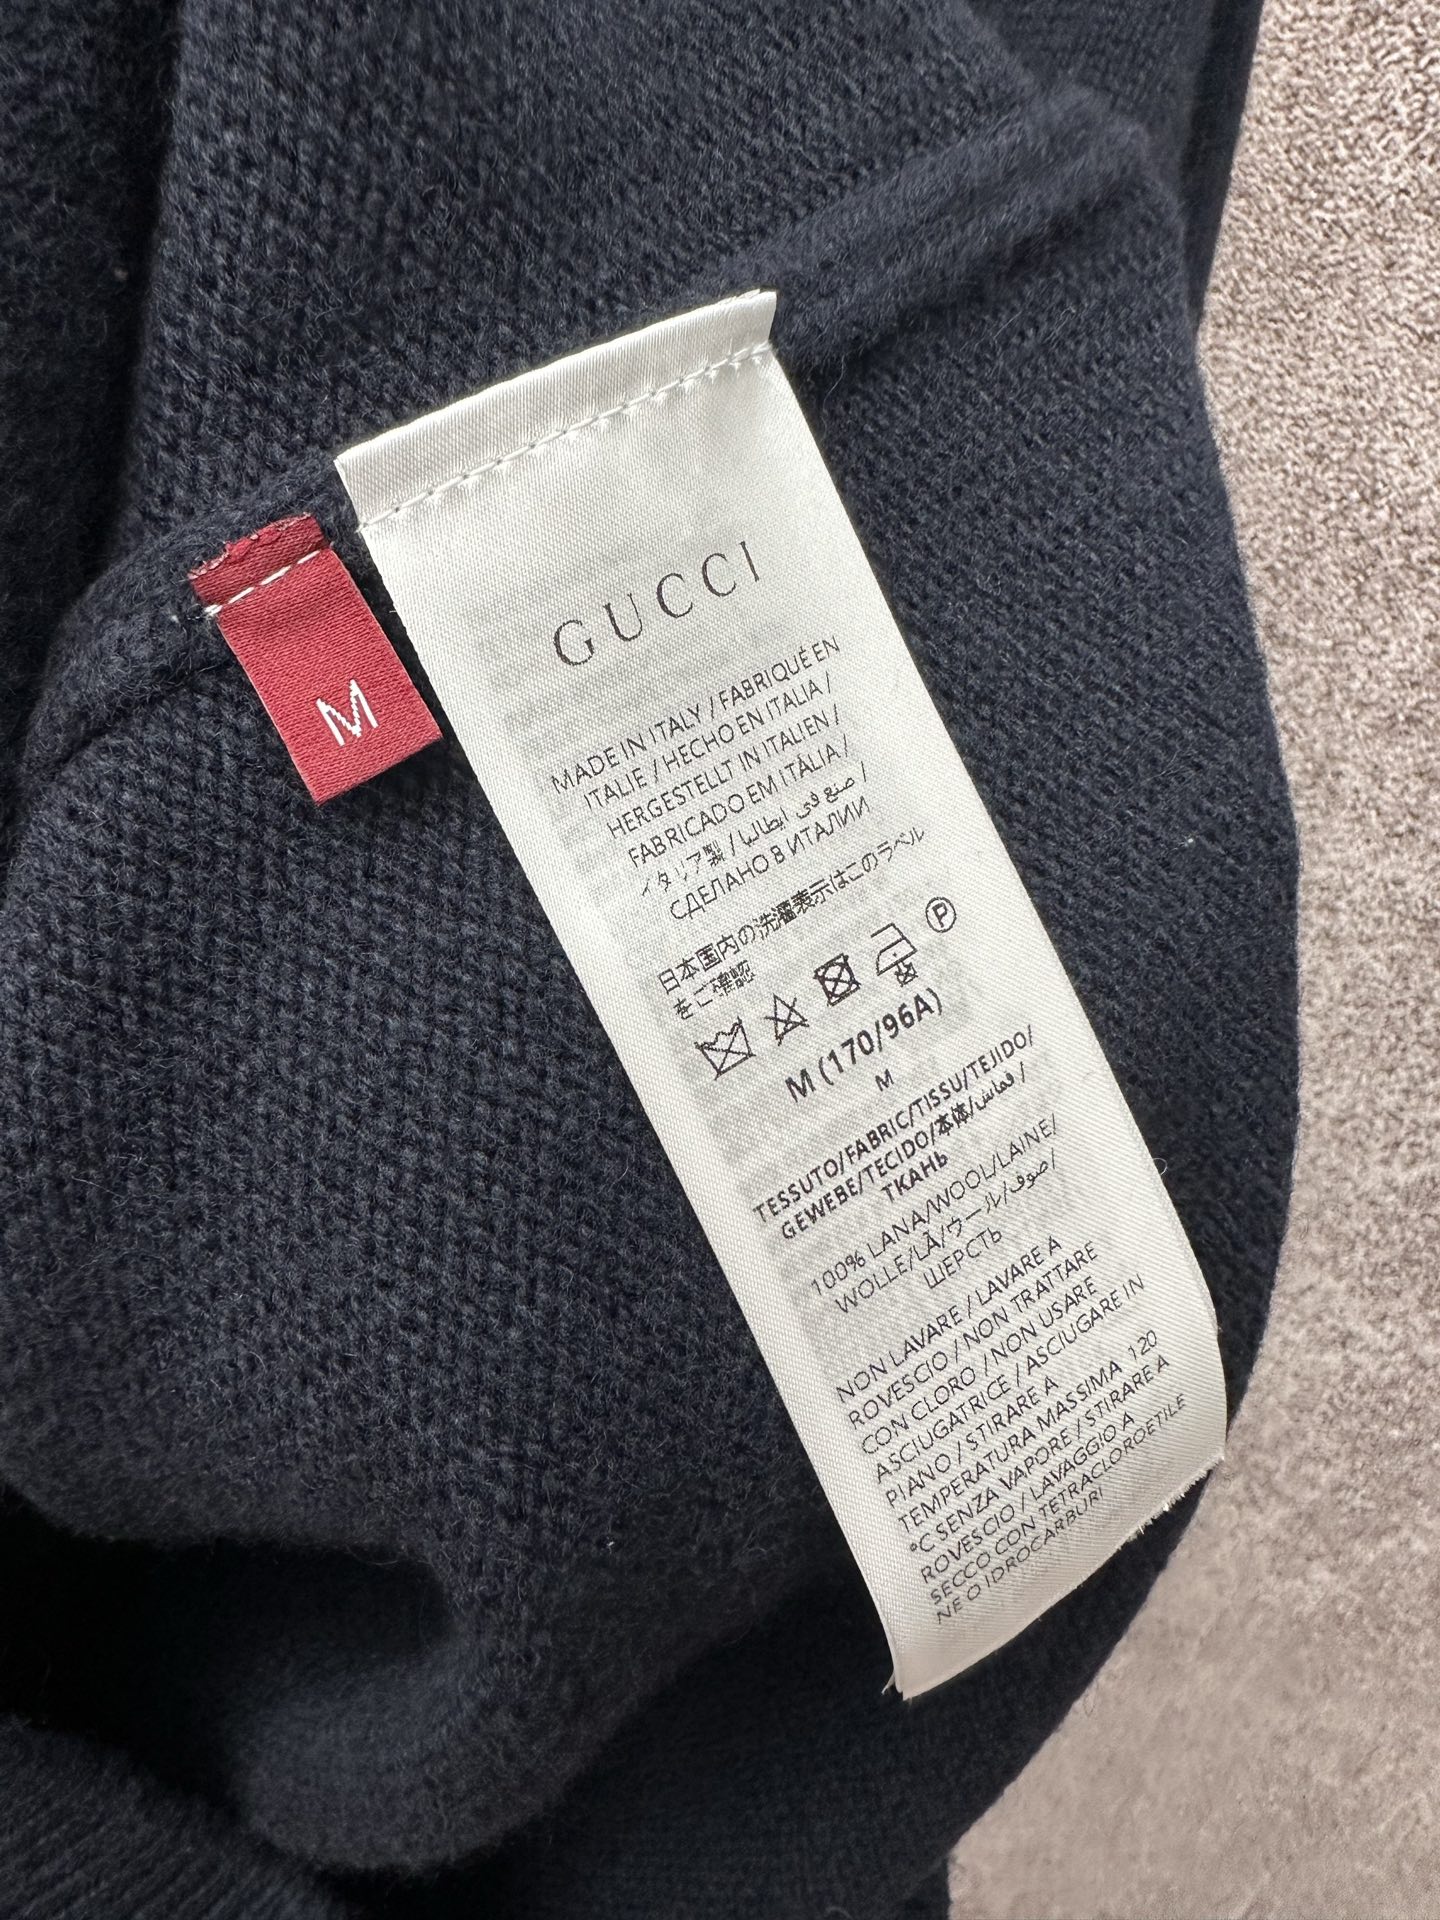 M
GUCCI
MADE IN ITALY / FABRIQUÉ EN
ITALIE / HECHO EN ITALIA /
HERGESTELLT IN ITALIEN /
FABRICADO EM ITÁLIA /
イタリア製 / صنع في ايطاليا /
СДЕЛАНО В ИТАЛИИ
日本国内の洗濯表示はこのラベル
をご確認
P
M (170/96A)
M
TESSUTO/FABRIC/TISSU/TEJIDO/
GEWEBE/TECIDO/本体/قماش/
ТКАНЬ
100% LANA/WOOL/LAINE/
WOLLE/LÃ/ウール/صوف/
ШЕРСТЬ
NON LAVARE / LAVARE A
ROVESCIO / NON TRATTARE
CON CLORO / NON USARE
ASCIUGATRICE / ASCIUGARE IN
PIANO / STIRARE A
TEMPERATURA MASSIMA 120
°C SENZA VAPORE / STIRARE A
ROVESCIO / LAVAGGIO A
SECCO CON TETRACLOROETILE
NE O IDROCARBURI